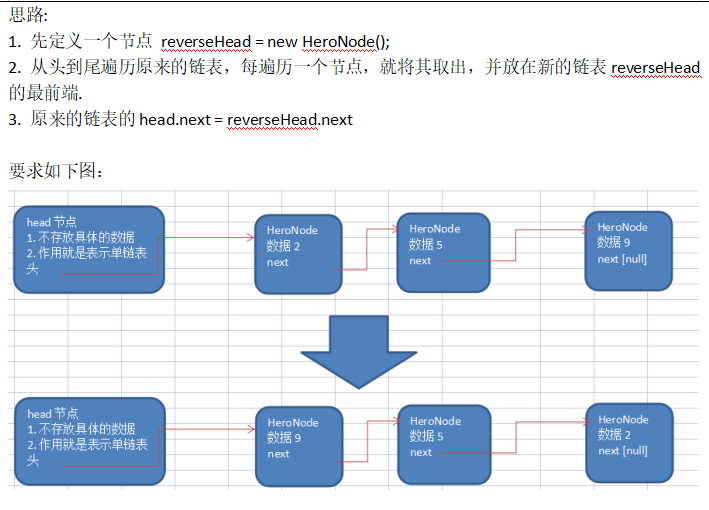 思路:
1. 先定义一个节点 reverseHead = new HeroNode();
2. 从头到尾遍历原来的链表，每遍历一个节点，就将其取出，并放在新的链表 reverseHead
的最前端.
3. 原来的链表的 head.next = reverseHead.next
要求如下图：
head 节点
1. 不存放具体的数据
2. 作用就是表示单链表
头
HeroNode
数据 2
next
HeroNode
数据 5
next
HeroNode
数据 9
next [null]
head 节点
1. 不存放具体的数据
2. 作用就是表示单链表
头
HeroNode
数据 9
next
HeroNode
数据 5
next
HeroNode
数据 2
next [null]